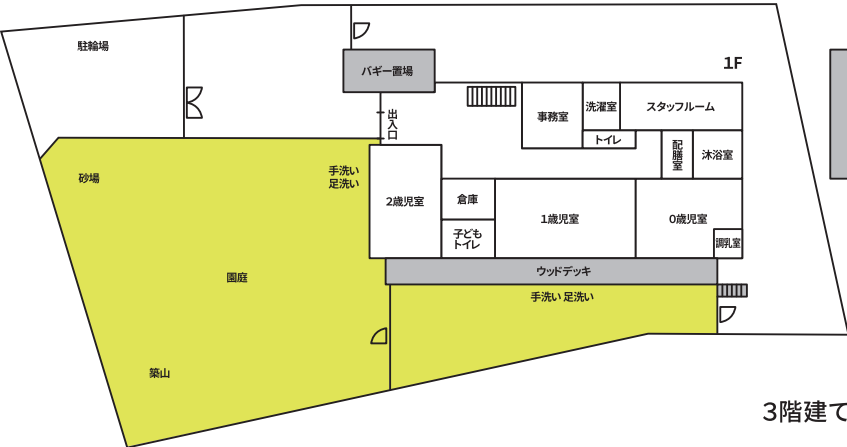 駐輪場
バギー置場
1F
出入口
事務室
洗濯室
スタッフルーム
トイレ
配膳室
沐浴室
砂場
手洗い
足洗い
2歳児室
倉庫
1歳児室
0歳児室
子ども
トイレ
調乳室
園庭
ウッドデッキ
手洗い 足洗い
築山
3階建て